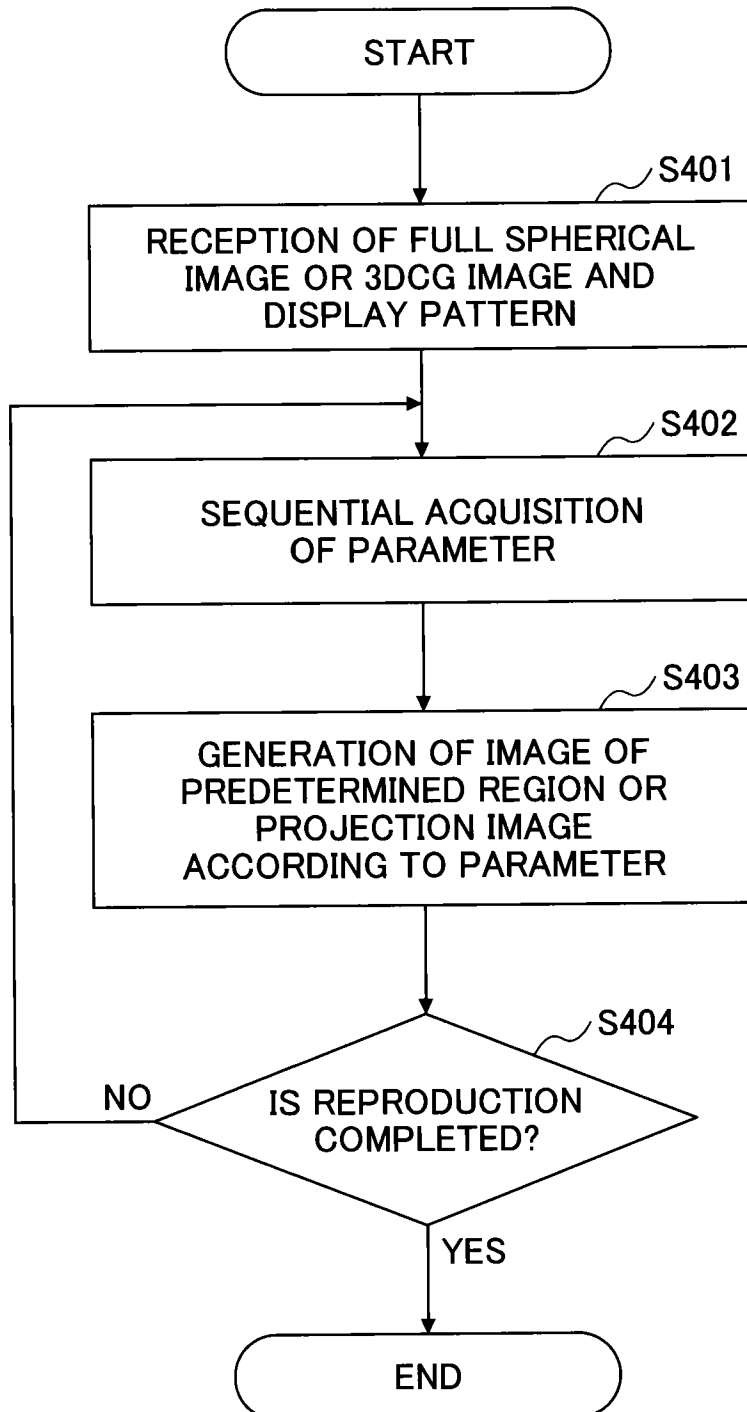 START
S401
RECEPTION OF FULL SPHERICAL
IMAGE OR 3DCG IMAGE AND
DISPLAY PATTERN
S402
SEQUENTIAL ACQUISITION
OF PARAMETER
S403
GENERATION OF IMAGE OF
PREDETERMINED REGION OR
PROJECTION IMAGE
ACCORDING TO PARAMETER
S404
NO
IS REPRODUCTION
COMPLETED?
YES
END